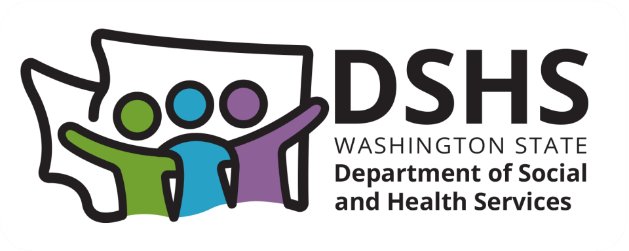 DSHS
WASHINGTON STATE
Department of Social
and Health Services